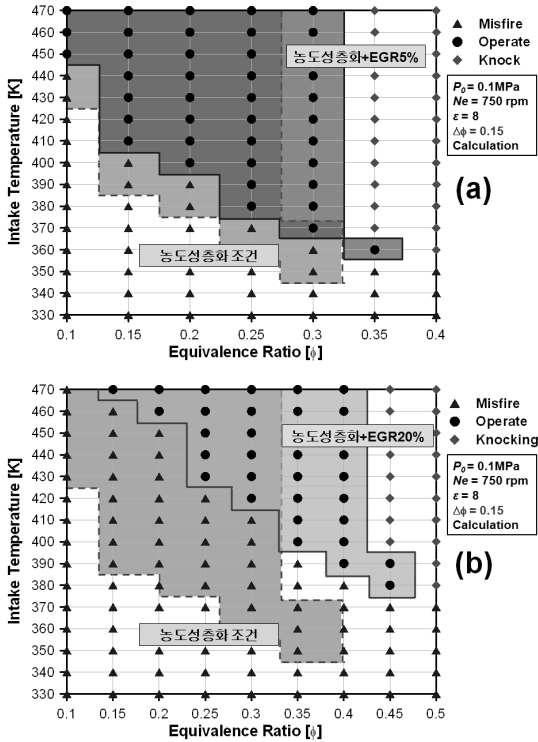 Intake Temperature [K]
470
460
450
440
430
420
410
400
390
380
370
360
350
340
330
0.1 0.15 0.2 0.25 0.3 0.35 0.4
Equivalence Ratio [ϕ]
농도성층화+EGR5%
농도성층화 조건
Misfire
Operate
Knock
P₀ = 0.1MPa
Ne = 750 rpm
ε = 8
Δϕ = 0.15
Calculation
(a)
Intake Temperature [K]
470
460
450
440
430
420
410
400
390
380
370
360
350
340
330
0.1 0.15 0.2 0.25 0.3 0.35 0.4 0.45 0.5
Equivalence Ratio [ϕ]
농도성층화+EGR20%
농도성층화 조건
Misfire
Operate
Knocking
P₀ = 0.1MPa
Ne = 750 rpm
ε = 8
Δϕ = 0.15
Calculation
(b)